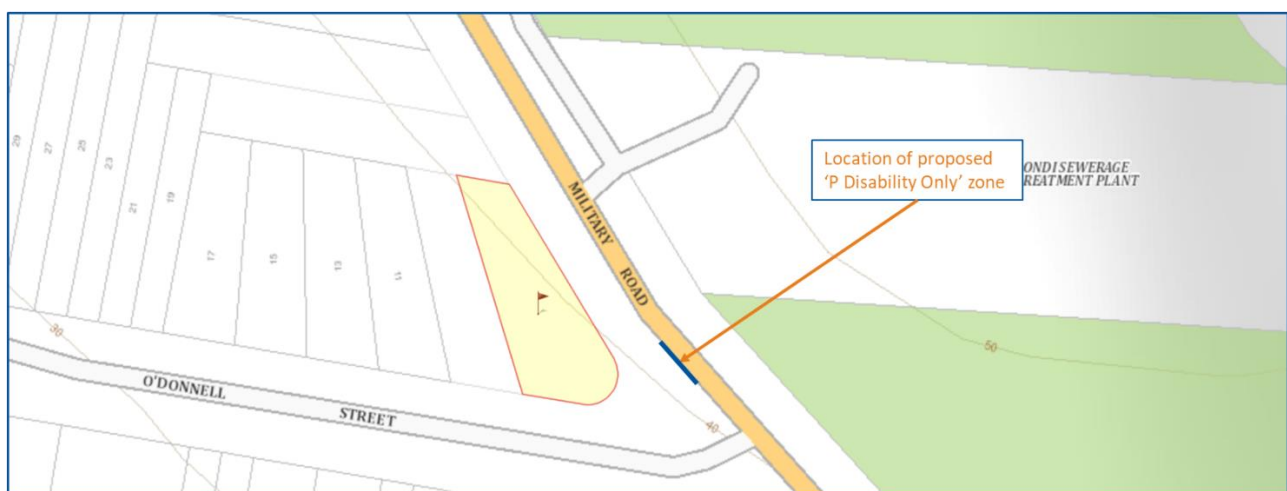 Location of proposed
'P Disability Only' zone
ONDI SEWERAGE
REATMENT PLANT
MILITARY ROAD
29
27
25
23
21
19
17
15
13
11
30
40
50
O'DONNELL STREET